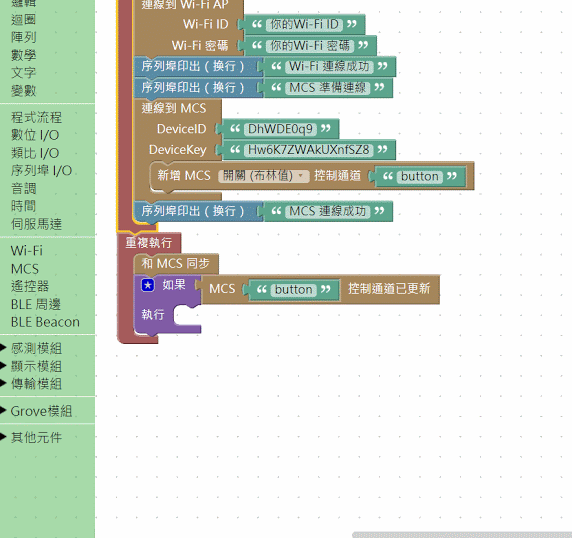 邏輯
迴圈
陣列
數學
文字
變數
程式流程
數位 I/O
類比 I/O
序列埠 I/O
音調
時間
伺服馬達
Wi-Fi
MCS
遙控器
BLE 周邊
BLE Beacon
感測模組
顯示模組
傳輸模組
Grove模組
其他元件
連線到 Wi-Fi AP
Wi-Fi ID “ 你的Wi-Fi ID ”
Wi-Fi 密碼 “ 你的Wi-Fi 密碼 ”
序列埠印出（換行） “ Wi-Fi 連線成功 ”
序列埠印出（換行） “ MCS 準備連線 ”
連線到 MCS
DeviceID “ DhWDE0q9 ”
DeviceKey “ Hw6K7ZWAkUXnfSZ8 ”
新增 MCS 開關 (布林值) 控制通道 “ button ”
序列埠印出（換行） “ MCS 連線成功 ”
重複執行
和 MCS 同步
如果 MCS “ button ” 控制通道已更新
執行